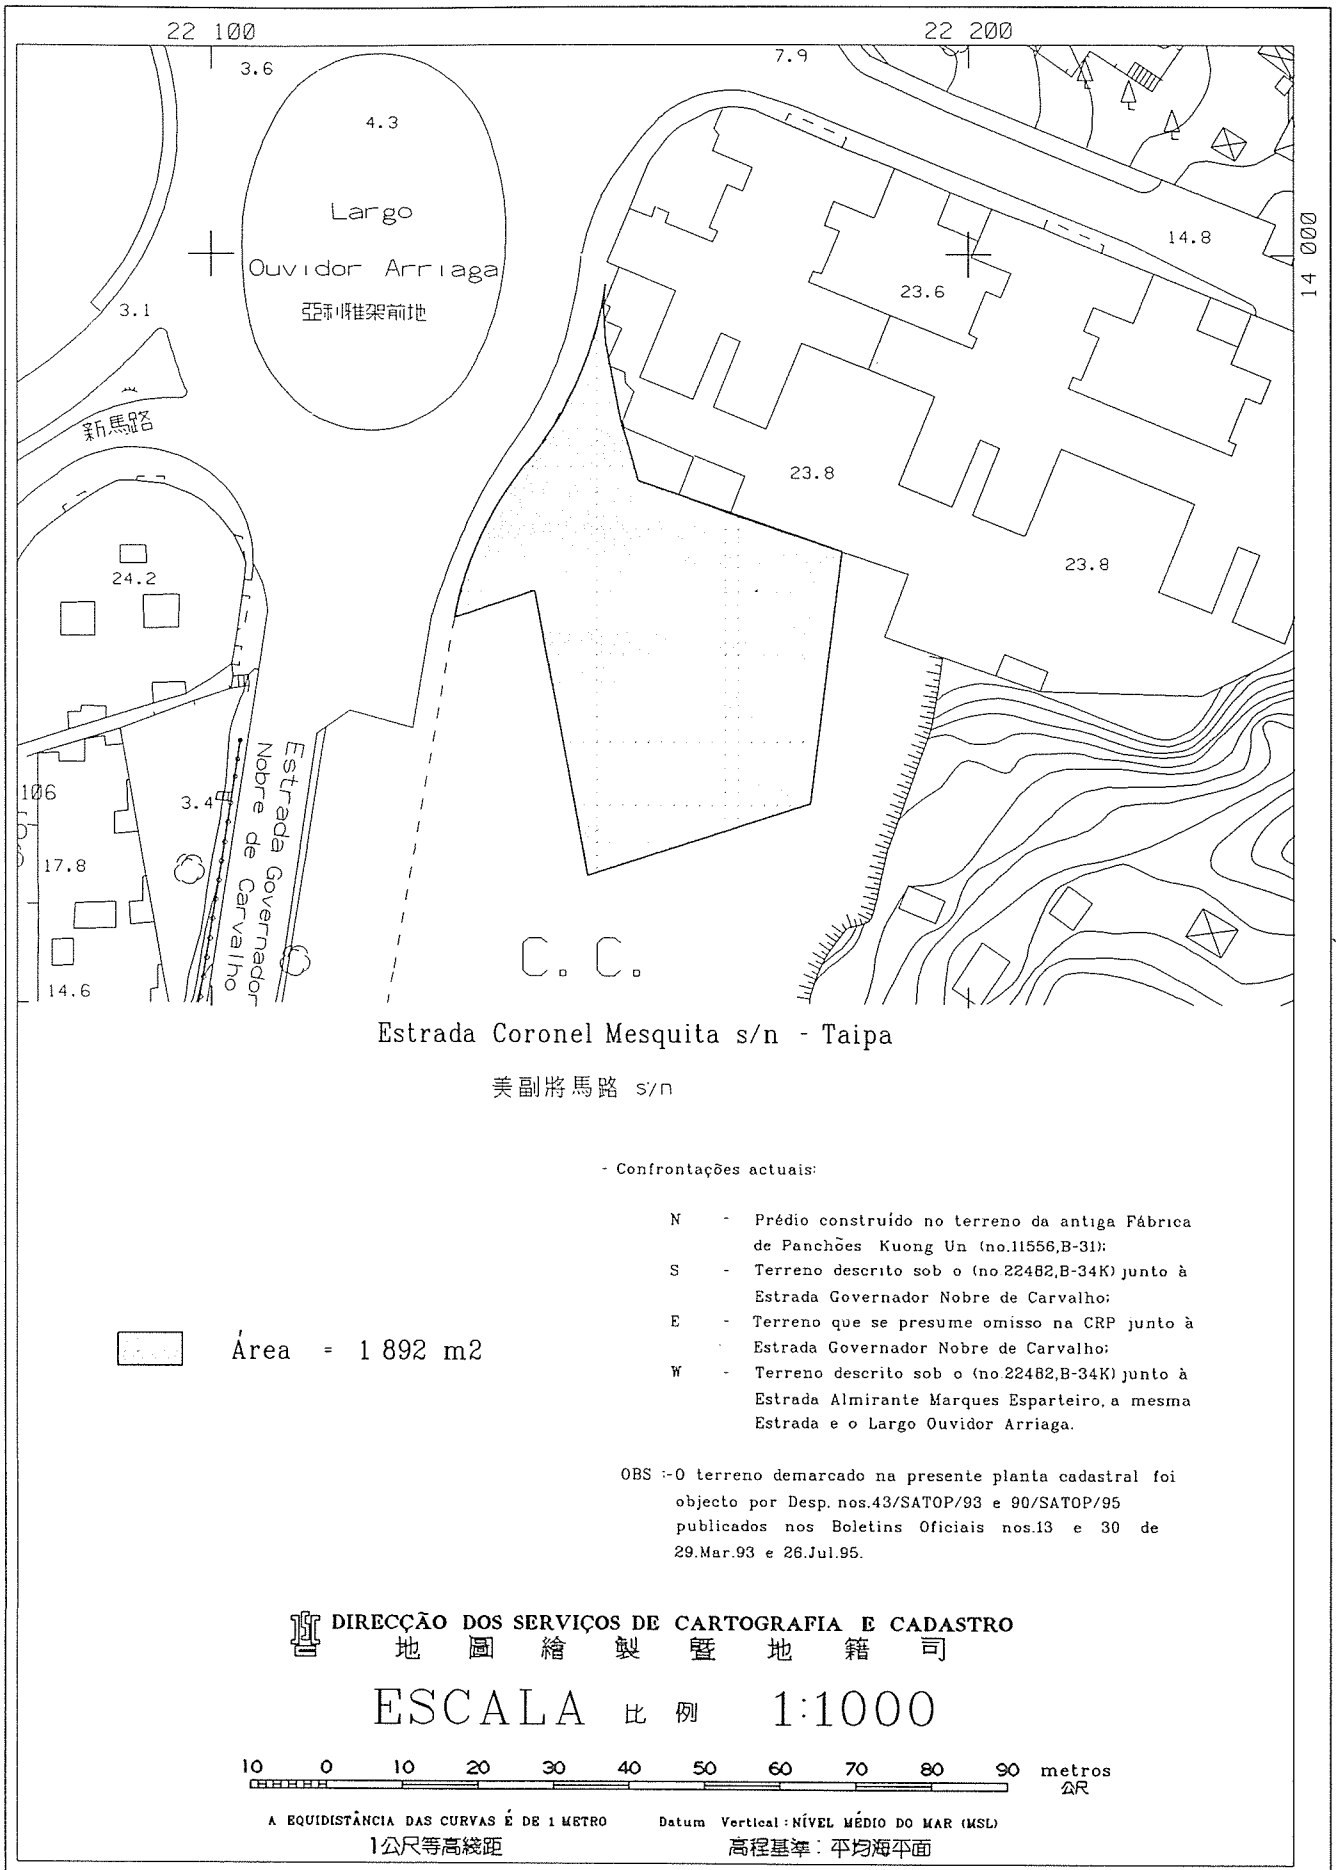 22 100
22 200
3.6
7.9
4.3
Largo
Ouvidor Arriaga
亞利雅架前地
14 000
14.8
23.6
3.1
新馬路
23.8
23.8
24.2
Estrada Governador
Nobre de Carvalho
3.4
106
17.8
14.6
C. C.
Estrada Coronel Mesquita s/n - Taipa
美副將馬路 s/n
- Confrontações actuais:
N - Prédio construído no terreno da antiga Fábrica
de Panchões Kuong Un (no.11556,B-31);
S - Terreno descrito sob o (no.22482,B-34K) junto à
Estrada Governador Nobre de Carvalho;
E - Terreno que se presume omisso na CRP junto à
Estrada Governador Nobre de Carvalho;
W - Terreno descrito sob o (no.22482,B-34K) junto à
Estrada Almirante Marques Esparteiro, a mesma
Estrada e o Largo Ouvidor Arriaga.
Área = 1 892 m2
OBS :-O terreno demarcado na presente planta cadastral foi
objecto por Desp. nos.43/SATOP/93 e 90/SATOP/95
publicados nos Boletins Oficiais nos.13 e 30 de
29.Mar.93 e 26.Jul.95.
DIRECÇÃO DOS SERVIÇOS DE CARTOGRAFIA E CADASTRO
地圖繪製暨地籍司
ESCALA 比例 1:1000
10 0 10 20 30 40 50 60 70 80 90 metros
公尺
A EQUIDISTÂNCIA DAS CURVAS É DE 1 METRO
1公尺等高綫距
Datum Vertical : NÍVEL MÉDIO DO MAR (MSL)
高程基準：平均海平面